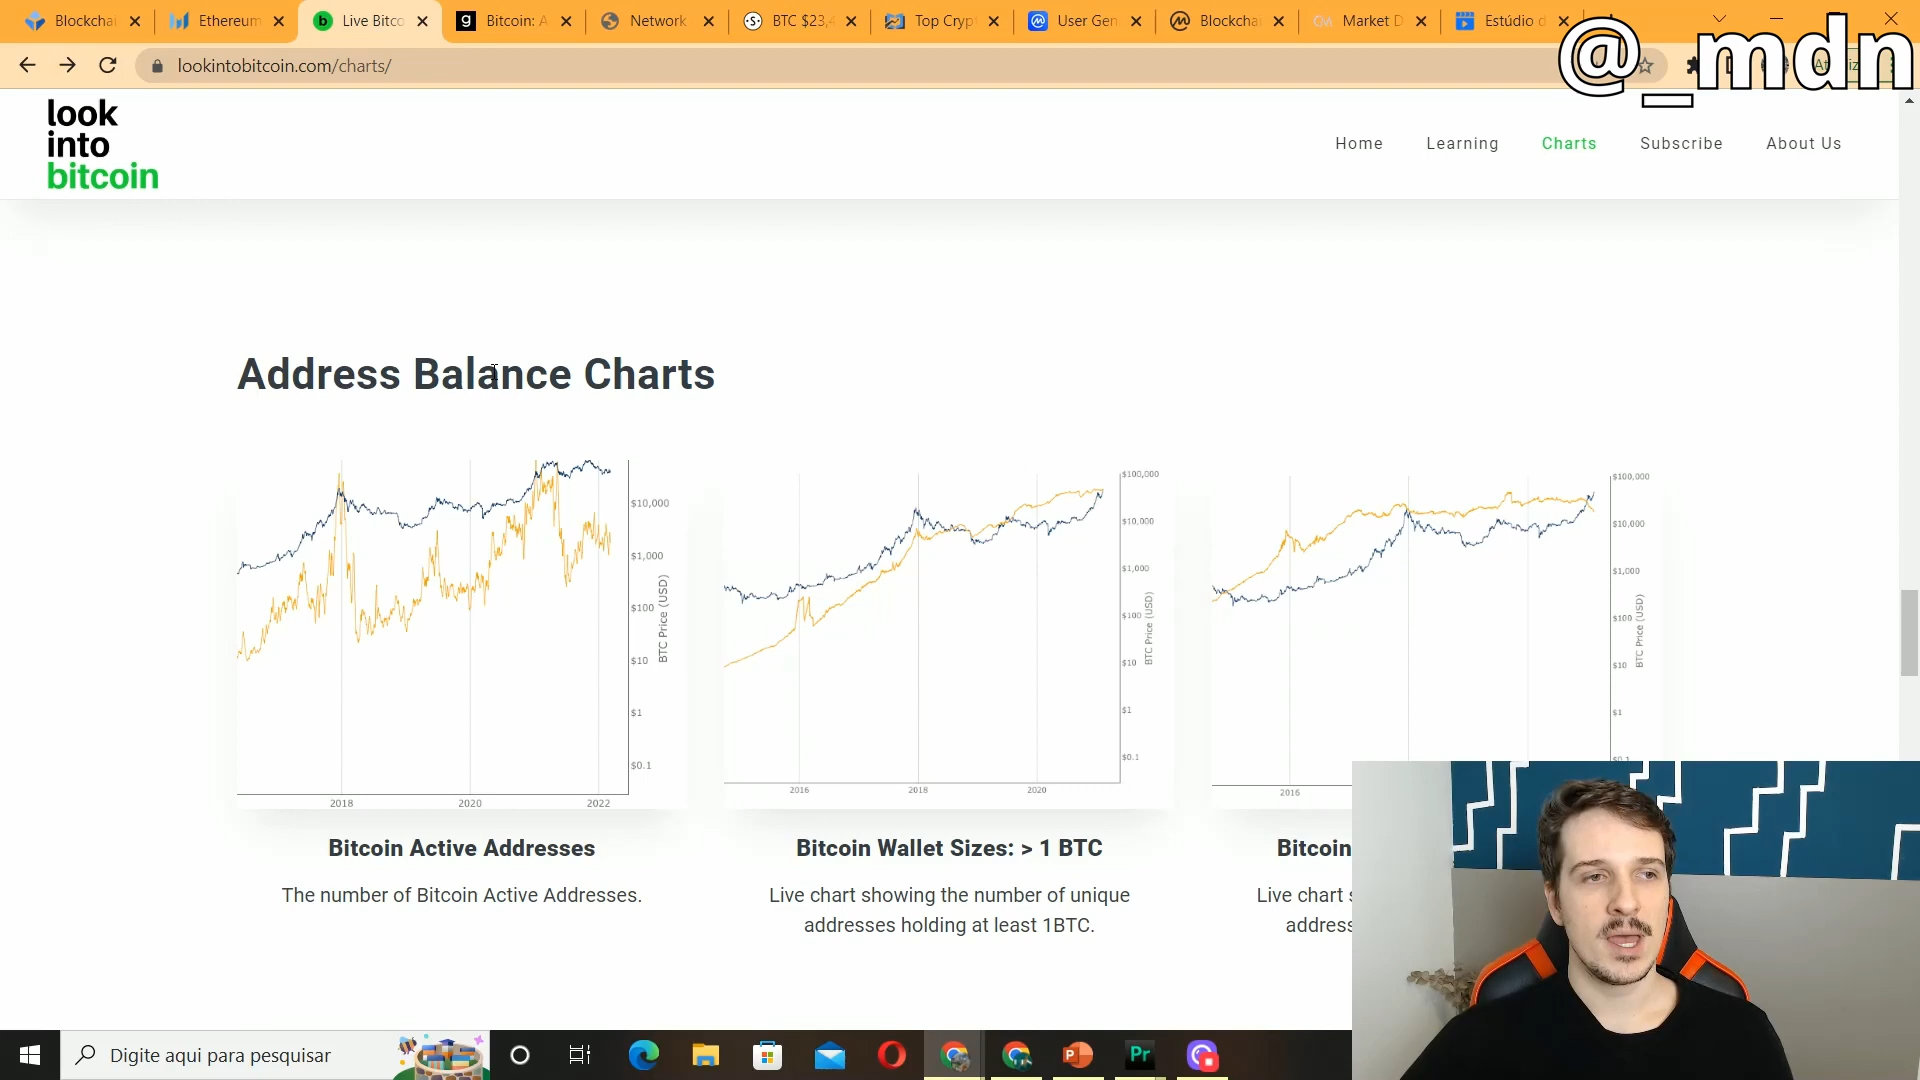 Blockchai
Ethereum
Live Bitco
Bitcoin: A
Network
BTC $23,4
Top Cryp
User Gen
Blockcha
Market D
Estúdio d
@_mdn
lookintobitcoin.com/charts/
look
into
bitcoin
Home
Learning
Charts
Subscribe
About Us
Address Balance Charts
$10,000
$1,000
$100
$10
$1
$0.1
BTC Price (USD)
2018
2020
2022
$100,000
$10,000
$1,000
$100
$10
$1
$0.1
BTC Price (USD)
2016
2018
2020
$100,000
$10,000
$1,000
$100
$10
$1
$0.1
BTC Price (USD)
2016
Bitcoin Active Addresses
The number of Bitcoin Active Addresses.
Bitcoin Wallet Sizes: > 1 BTC
Live chart showing the number of unique
addresses holding at least 1BTC.
Bitcoin
Live chart s
address
Digite aqui para pesquisar
Pr